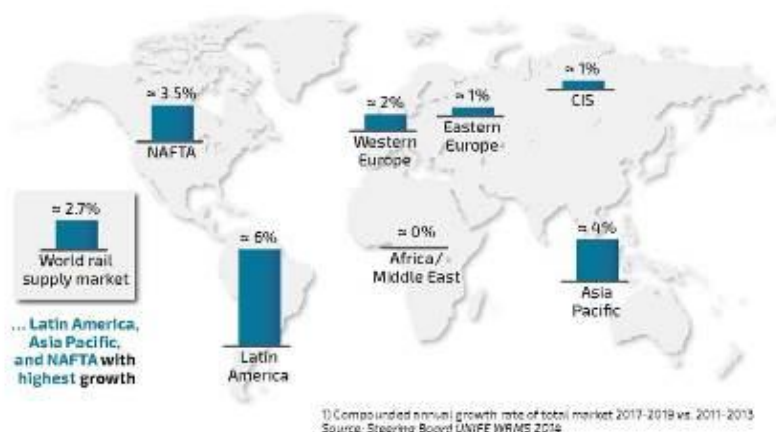 ≈ 3.5%
NAFTA
≈ 2%
Western
Europe
≈ 1%
Eastern
Europe
≈ 1%
CIS
≈ 2.7%
World rail
supply market
≈ 6%
Latin
America
≈ 0%
Africa/
Middle East
≈ 4%
Asia
Pacific
... Latin America,
Asia Pacific,
and NAFTA with
highest growth
1) Compounded annual growth rate of total market 2017-2019 vs. 2011-2013
Source: Steering Board UNIFE WRMS 2014